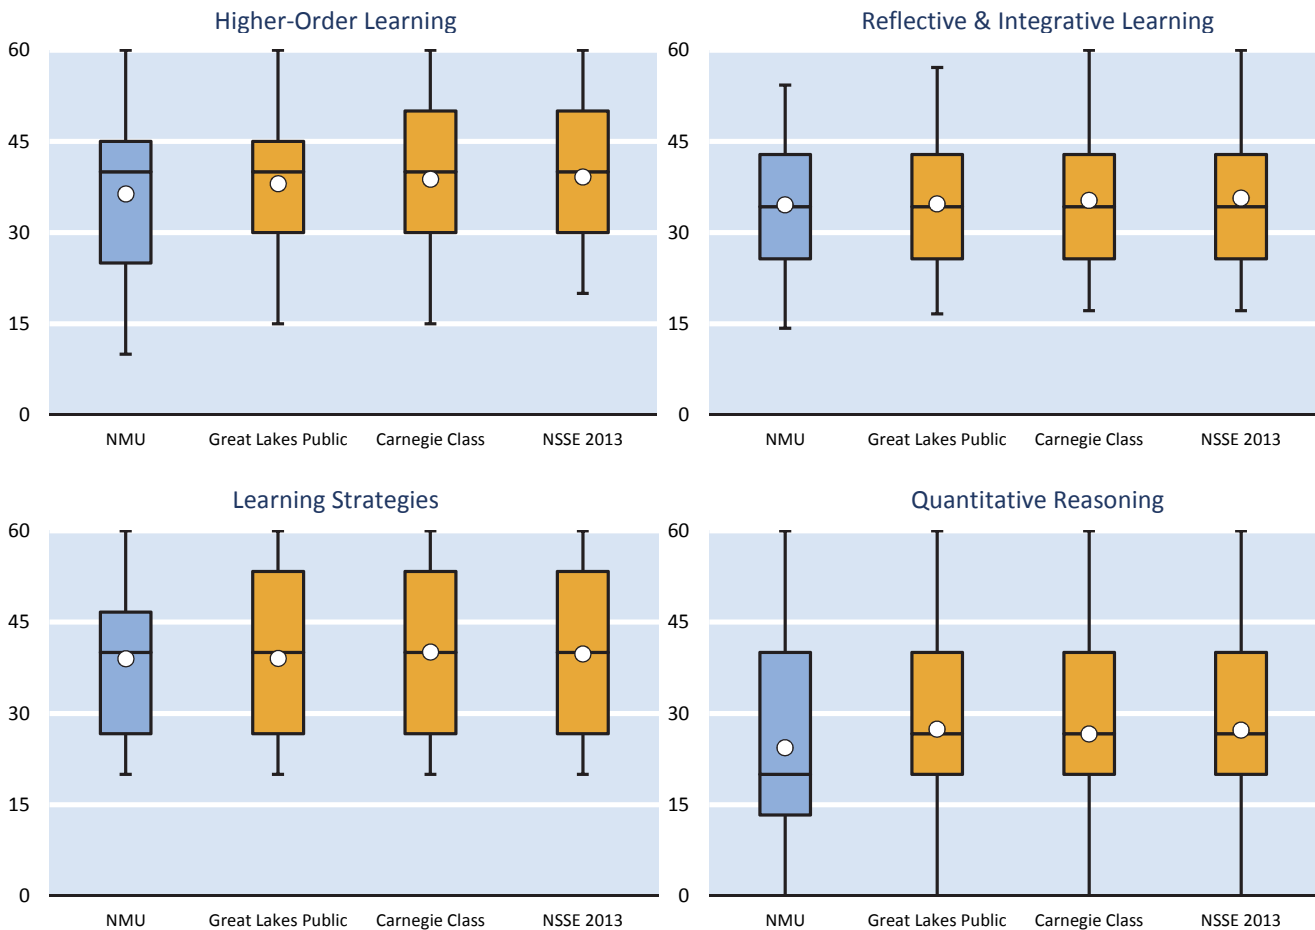 Higher-Order Learning
60
45
30
15
0
NMU Great Lakes Public Carnegie Class NSSE 2013
Reflective & Integrative Learning
60
45
30
15
0
NMU Great Lakes Public Carnegie Class NSSE 2013
Learning Strategies
60
45
30
15
0
NMU Great Lakes Public Carnegie Class NSSE 2013
Quantitative Reasoning
60
45
30
15
0
NMU Great Lakes Public Carnegie Class NSSE 2013